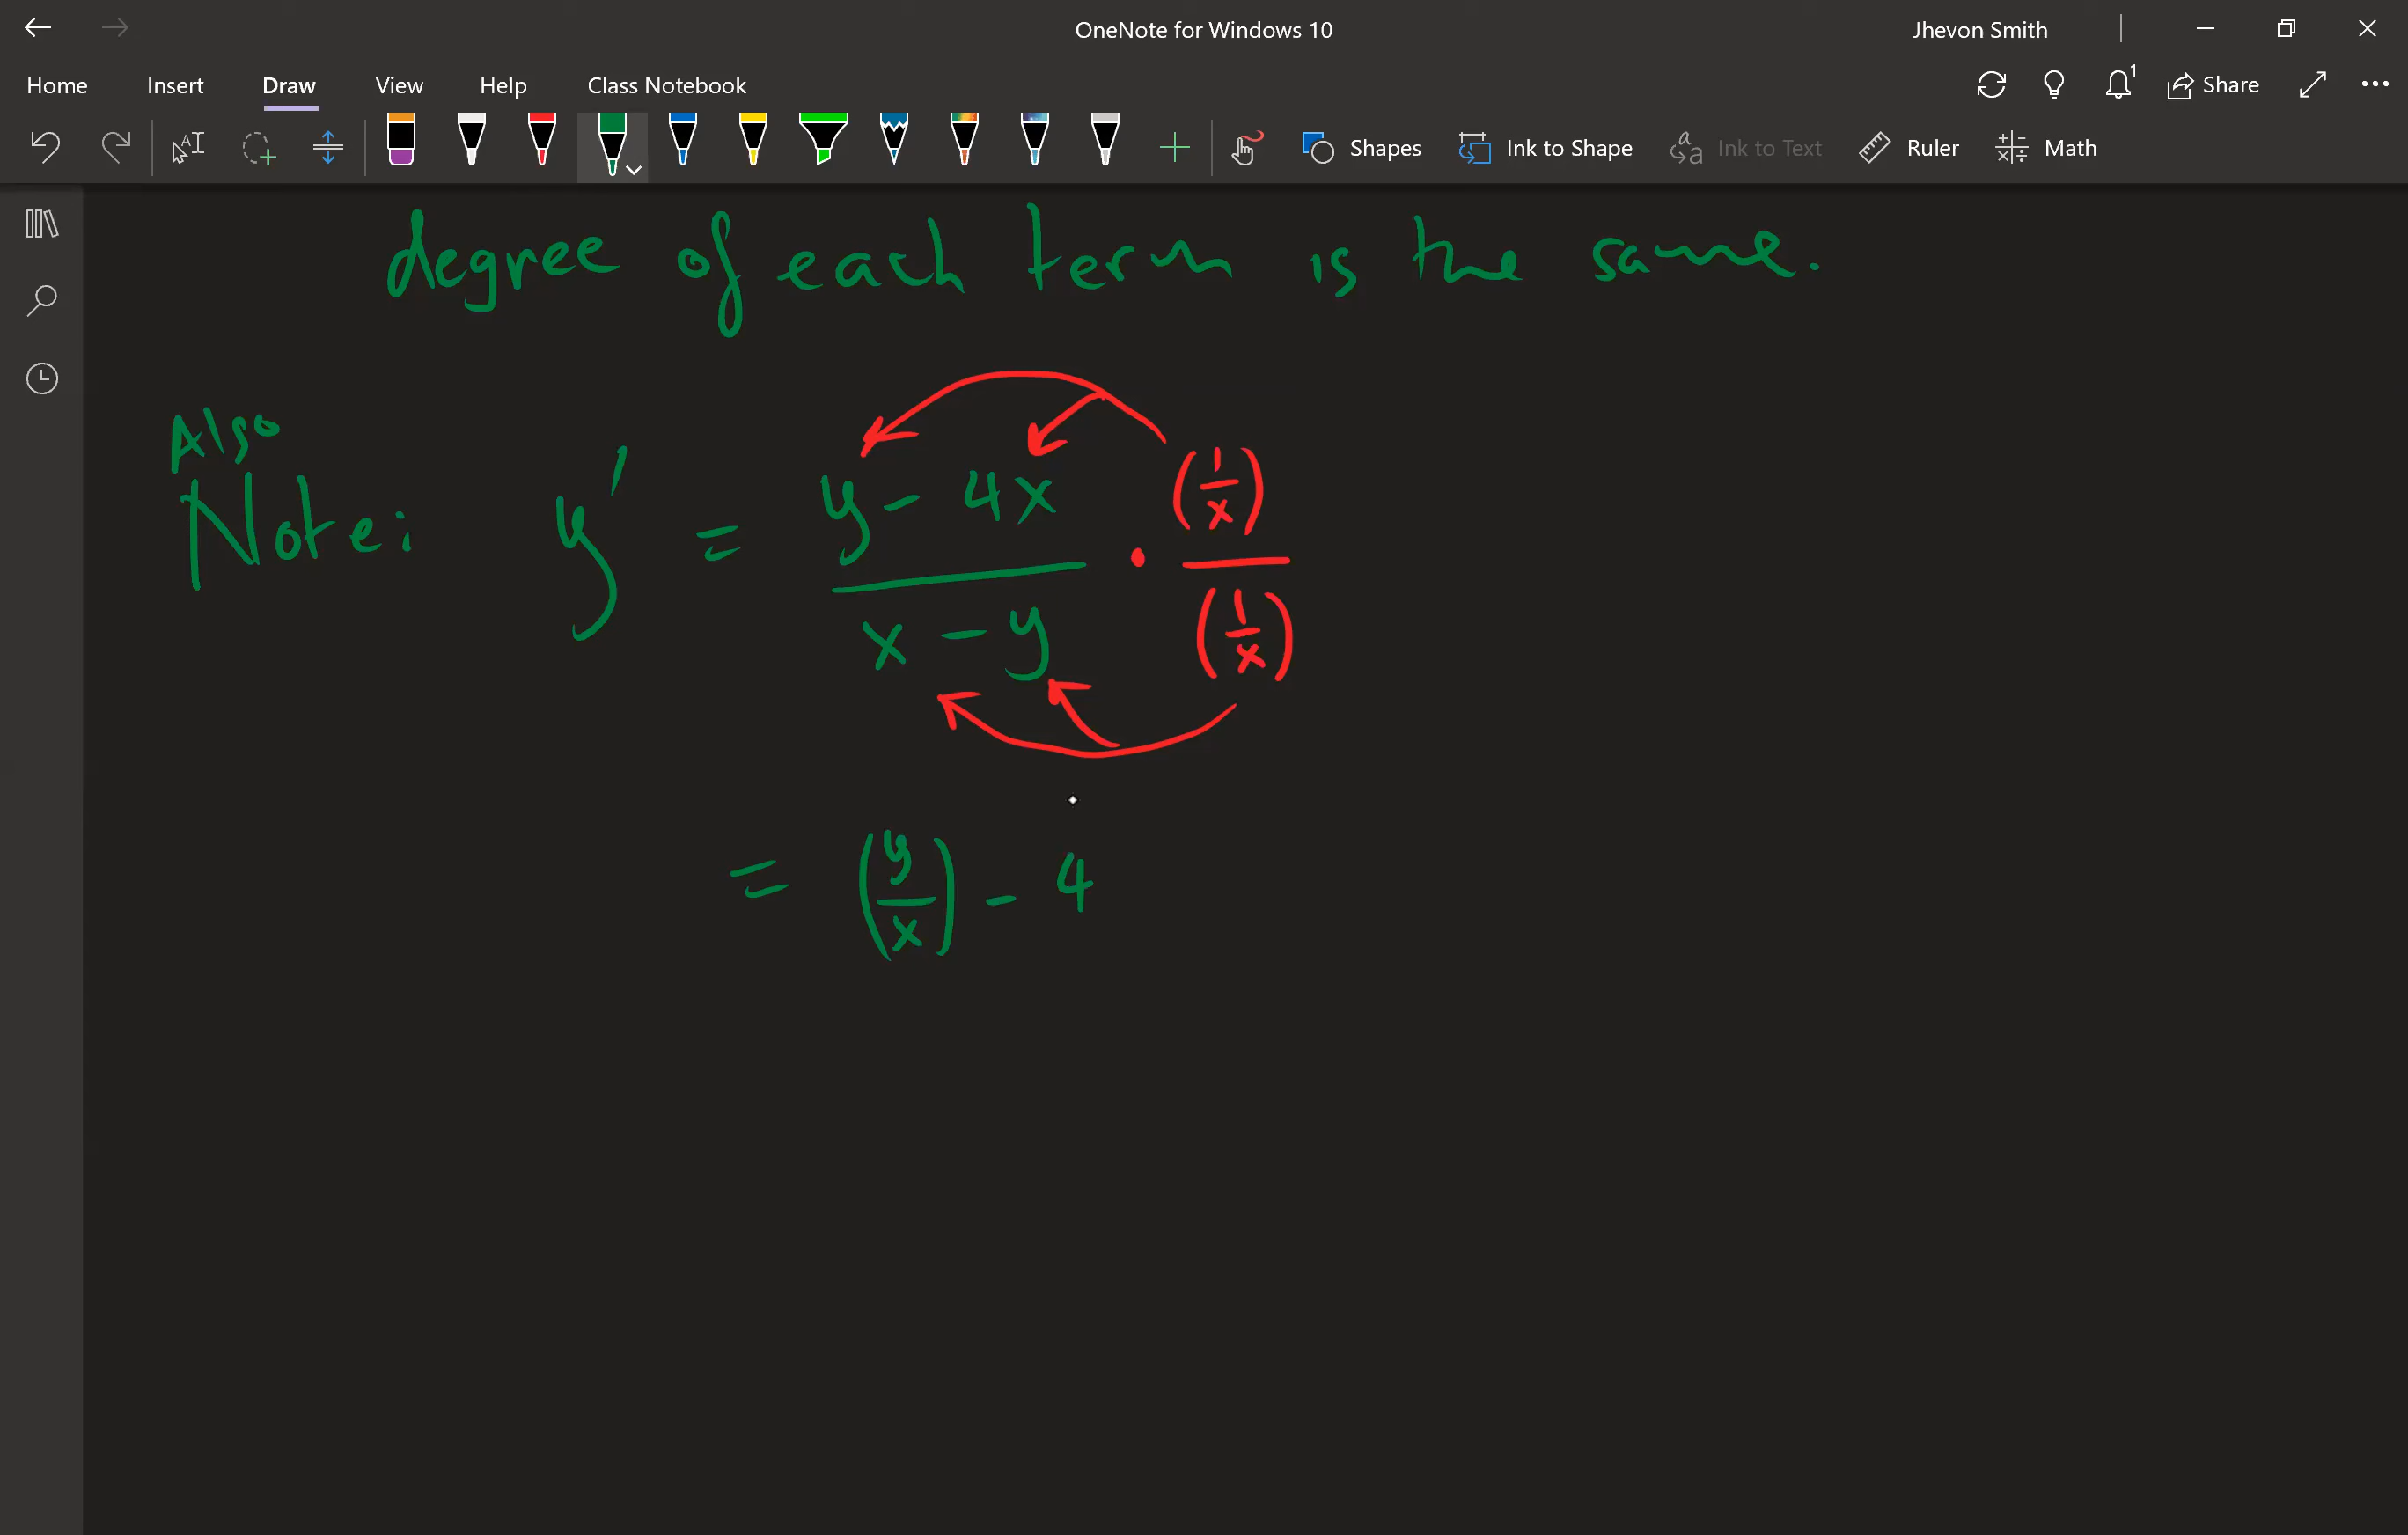 OneNote for Windows 10 Jhevon Smith
Home Insert Draw View Help Class Notebook 1 Share
Shapes Ink to Shape Ink to Text Ruler Math
degree of each term is the same.
Also
Note: y' = (y - 4x)/(x - y) · (1/x)/(1/x)
= (y/x) - 4